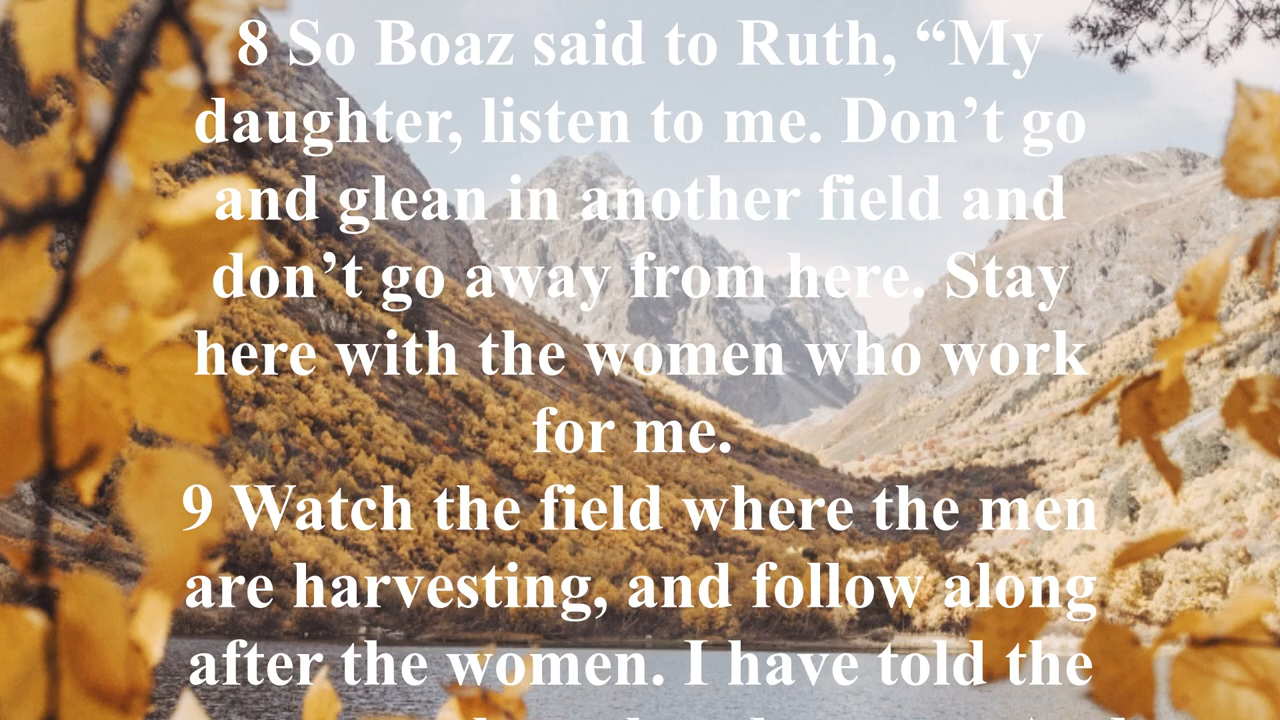 8 So Boaz said to Ruth, “My
daughter, listen to me. Don’t go
and glean in another field and
don’t go away from here. Stay
here with the women who work
for me.
9 Watch the field where the men
are harvesting, and follow along
after the women. I have told the